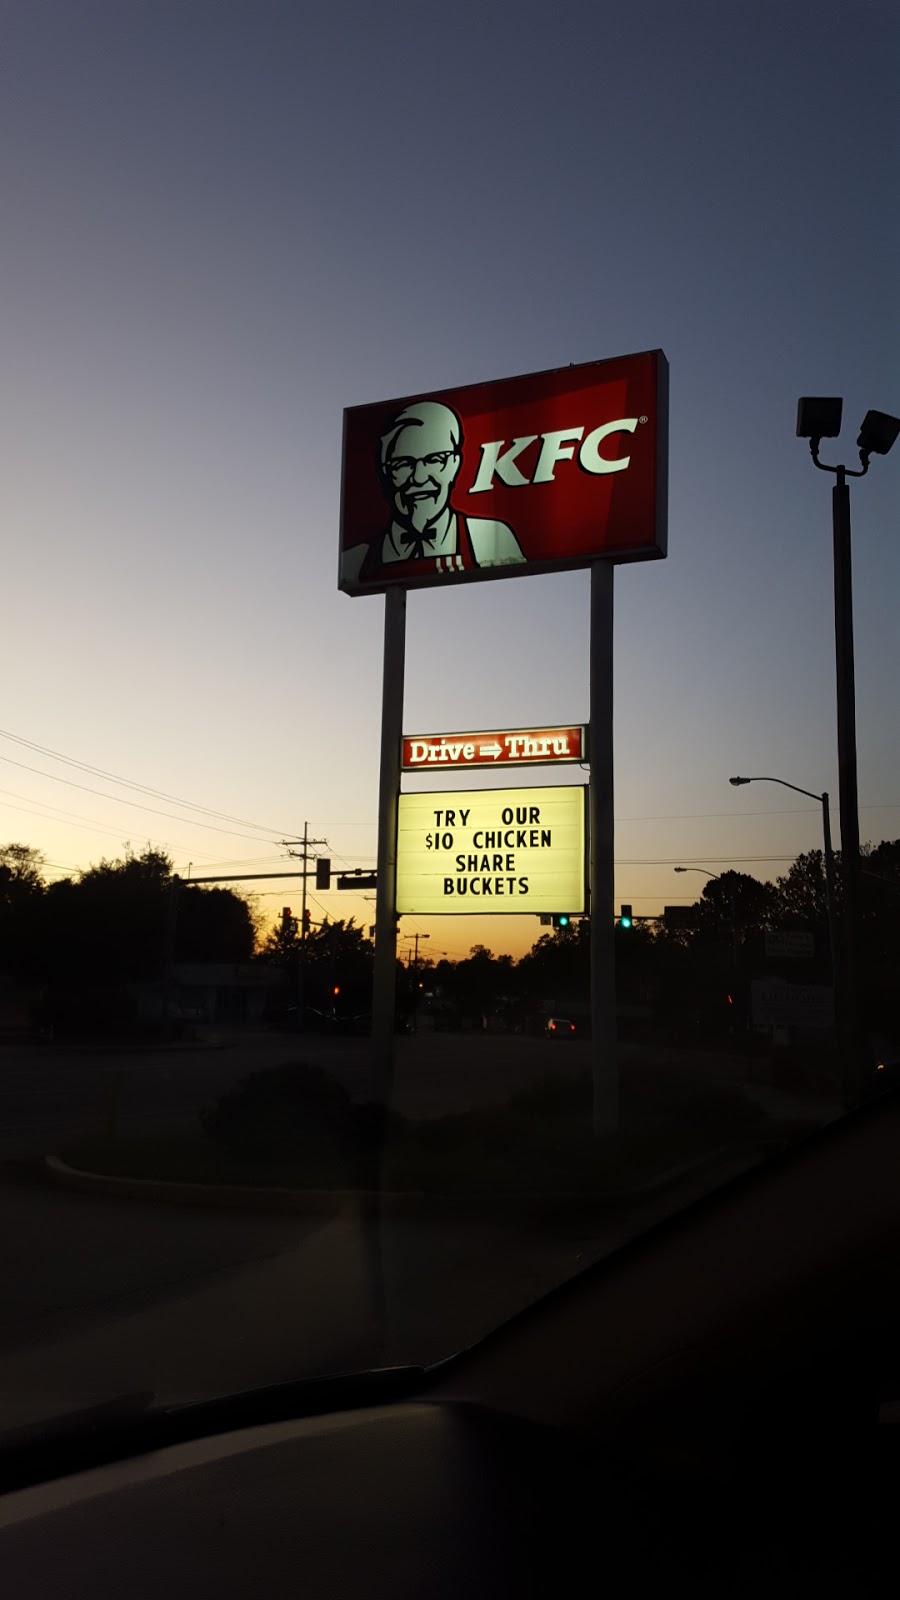 KFC®
Drive → Thru
TRY OUR
$10 CHICKEN
SHARE
BUCKETS